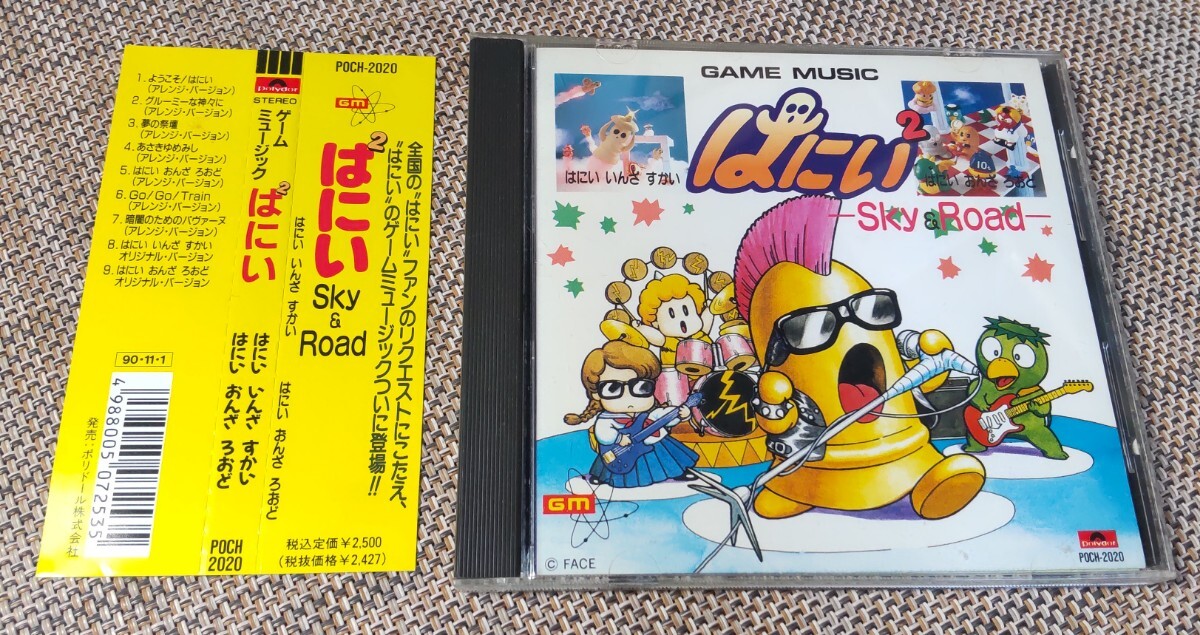 1. ようこそ/はにい
(アレンジ・バージョン)
2. グルーミーな神々に
(アレンジ・バージョン)
3. 夢の祭壇
(アレンジ・バージョン)
4. あさきゆめみし
(アレンジ・バージョン)
5. はにい おんざ ろおど
(アレンジ・バージョン)
6. Go/Go/Train
(アレンジ・バージョン)
7. 暗闇のためのパヴァーヌ
(アレンジ・バージョン)
8. はにい いんざ すかい
オリジナル・バージョン
9. はにい おんざ ろおど
オリジナル・バージョン
90・11・1
4988005072535
発売:ポリドール株式会社
polydor
STEREO
ゲーム
ミュージック
はにい2
はにい いんざ すかい
はにい おんざ ろおど
POCH
2020
POCH-2020
GM
全国の"はにい"ファンのリクエストにこたえ、
"はにい"のゲームミュージックついに登場!!
はにい2
Sky
&
Road
はにい いんざ すかい
はにい おんざ ろおど
税込定価¥2,500
(税抜価格¥2,427)
GAME MUSIC
はにい2
はにい いんざ すかい
はにい おんざ ろおど
10t
—Sky & Road—
GM
© FACE
polydor
POCH-2020